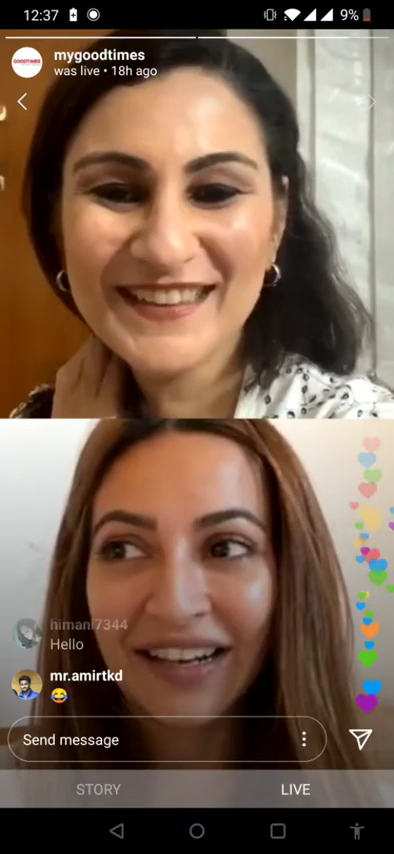 12:37
9%
GOODTIMES
mygoodtimes
was live • 18h ago
himani7344
Hello
mr.amirtkd
😂
Send message
STORY
LIVE